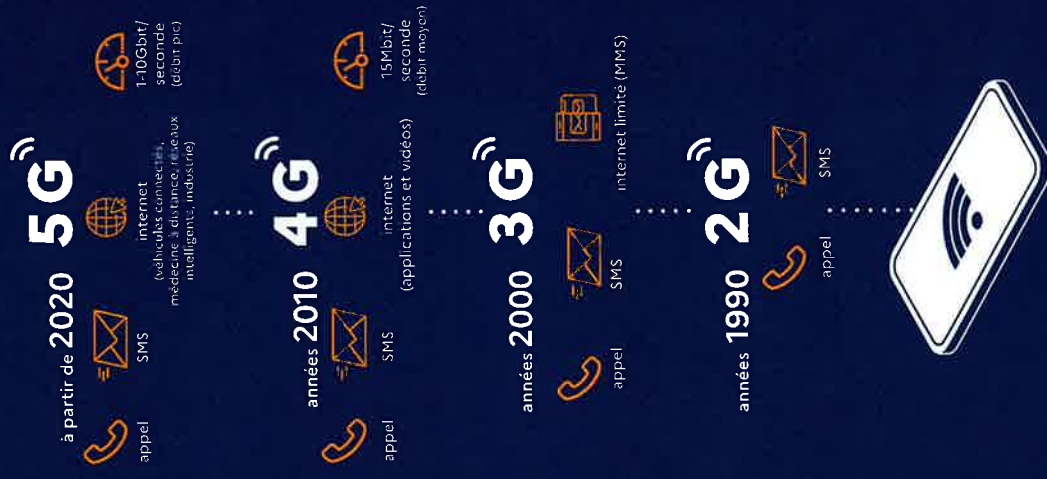 à partir de 2020 5G
appel
SMS
internet
(véhicules connectés,
médecine à distance, réseaux
intelligents, industrie)
1-10Gbit/
seconde
(débit pic)
années 2010 4G
appel
SMS
internet
(applications et vidéos)
15Mbit/
seconde
(débit moyen)
années 2000 3G
appel
SMS
internet limité (MMS)
années 1990 2G
appel
SMS